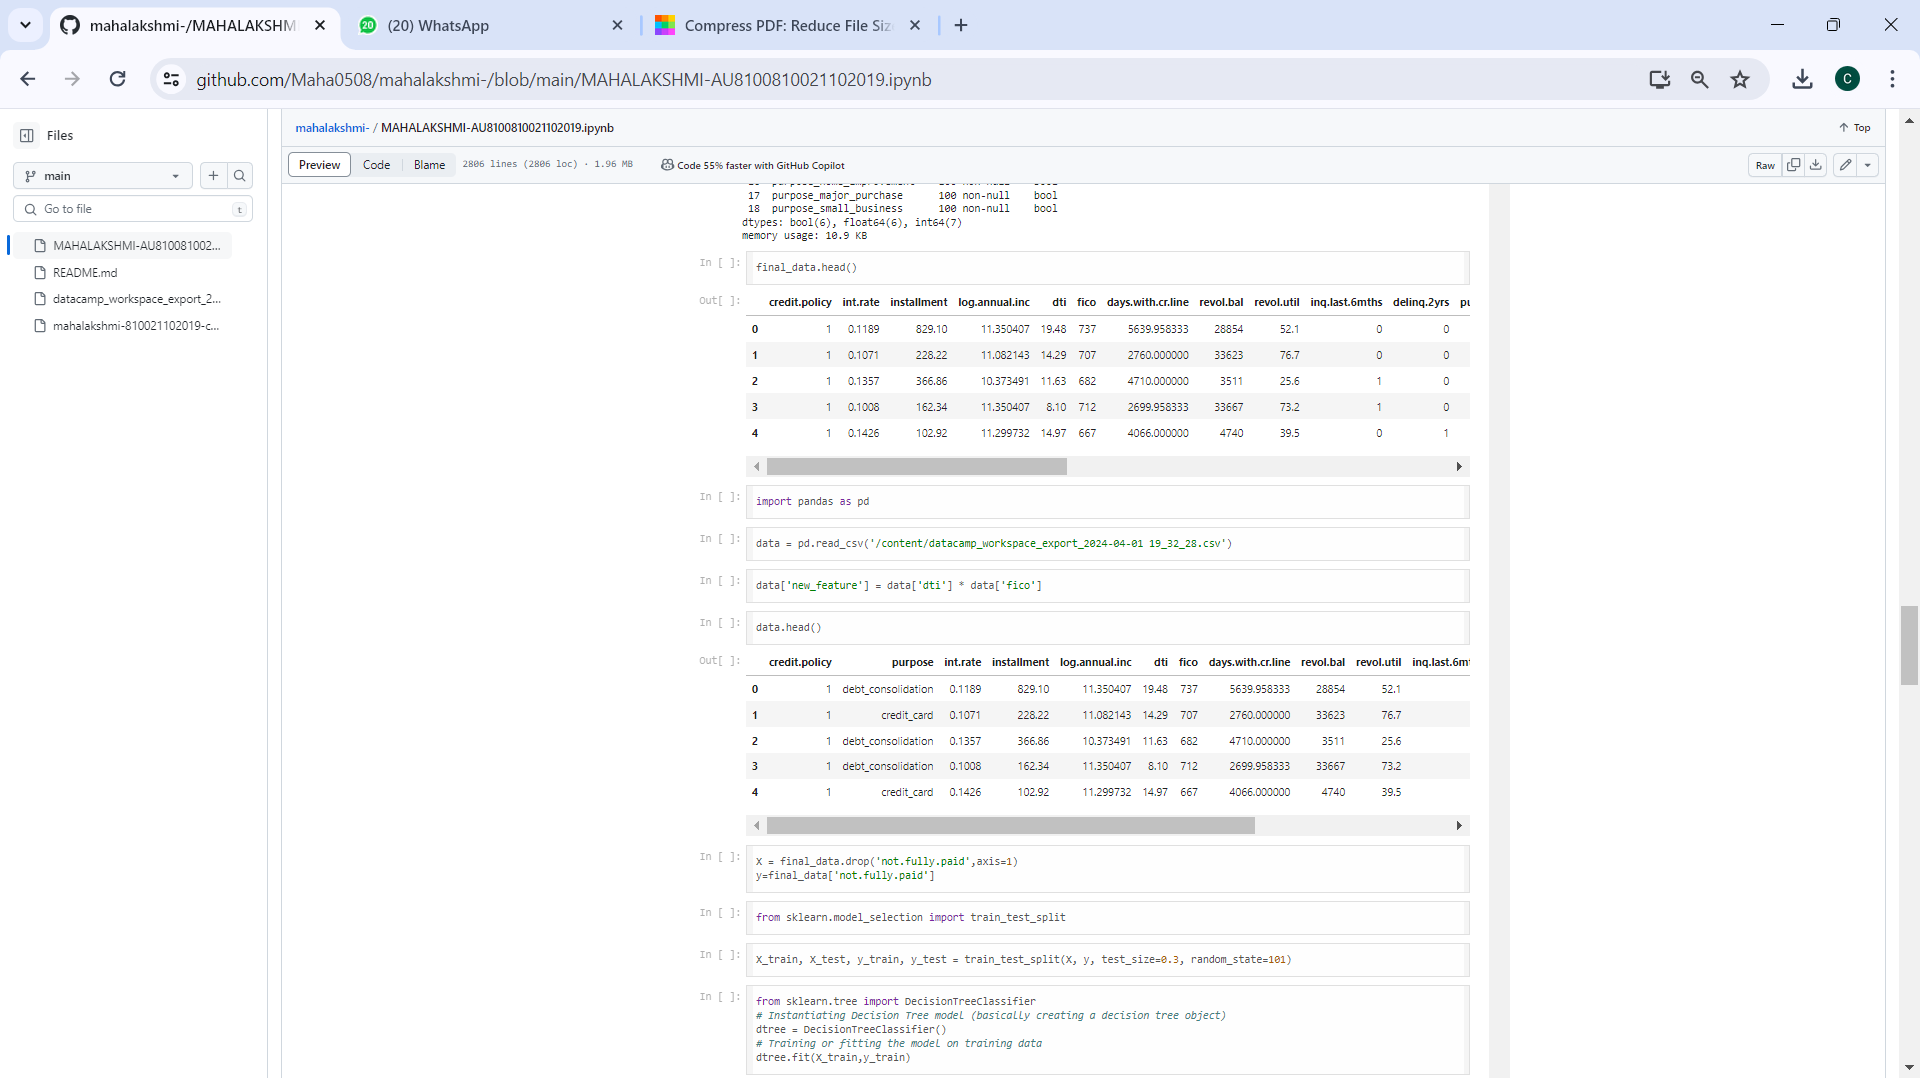 mahalakshmi-/MAHALAKSHMI
(20) WhatsApp
Compress PDF: Reduce File Size
github.com/Maha0508/mahalakshmi-/blob/main/MAHALAKSHMI-AU8100810021102019.ipynb
C
Files
main
Go to file
t
MAHALAKSHMI-AU810081002...
README.md
datacamp_workspace_export_2...
mahalakshmi-810021102019-c...
mahalakshmi- / MAHALAKSHMI-AU8100810021102019.ipynb
Top
Preview Code Blame 2806 lines (2806 loc) · 1.96 MB Code 55% faster with GitHub Copilot Raw
17 purpose_major_purchase 100 non-null bool
18 purpose_small_business 100 non-null bool
dtypes: bool(6), float64(6), int64(7)
memory usage: 10.9 KB
In [ ]: final_data.head()
Out[ ]: credit.policy int.rate installment log.annual.inc dti fico days.with.cr.line revol.bal revol.util inq.last.6mths delinq.2yrs pu
0 1 0.1189 829.10 11.350407 19.48 737 5639.958333 28854 52.1 0 0
1 1 0.1071 228.22 11.082143 14.29 707 2760.000000 33623 76.7 0 0
2 1 0.1357 366.86 10.373491 11.63 682 4710.000000 3511 25.6 1 0
3 1 0.1008 162.34 11.350407 8.10 712 2699.958333 33667 73.2 1 0
4 1 0.1426 102.92 11.299732 14.97 667 4066.000000 4740 39.5 0 1
In [ ]: import pandas as pd
In [ ]: data = pd.read_csv('/content/datacamp_workspace_export_2024-04-01 19_32_28.csv')
In [ ]: data['new_feature'] = data['dti'] * data['fico']
In [ ]: data.head()
Out[ ]: credit.policy purpose int.rate installment log.annual.inc dti fico days.with.cr.line revol.bal revol.util inq.last.6mt
0 1 debt_consolidation 0.1189 829.10 11.350407 19.48 737 5639.958333 28854 52.1
1 1 credit_card 0.1071 228.22 11.082143 14.29 707 2760.000000 33623 76.7
2 1 debt_consolidation 0.1357 366.86 10.373491 11.63 682 4710.000000 3511 25.6
3 1 debt_consolidation 0.1008 162.34 11.350407 8.10 712 2699.958333 33667 73.2
4 1 credit_card 0.1426 102.92 11.299732 14.97 667 4066.000000 4740 39.5
In [ ]: X = final_data.drop('not.fully.paid',axis=1)
y=final_data['not.fully.paid']
In [ ]: from sklearn.model_selection import train_test_split
In [ ]: X_train, X_test, y_train, y_test = train_test_split(X, y, test_size=0.3, random_state=101)
In [ ]: from sklearn.tree import DecisionTreeClassifier
# Instantiating Decision Tree model (basically creating a decision tree object)
dtree = DecisionTreeClassifier()
# Training or fitting the model on training data
dtree.fit(X_train,y_train)